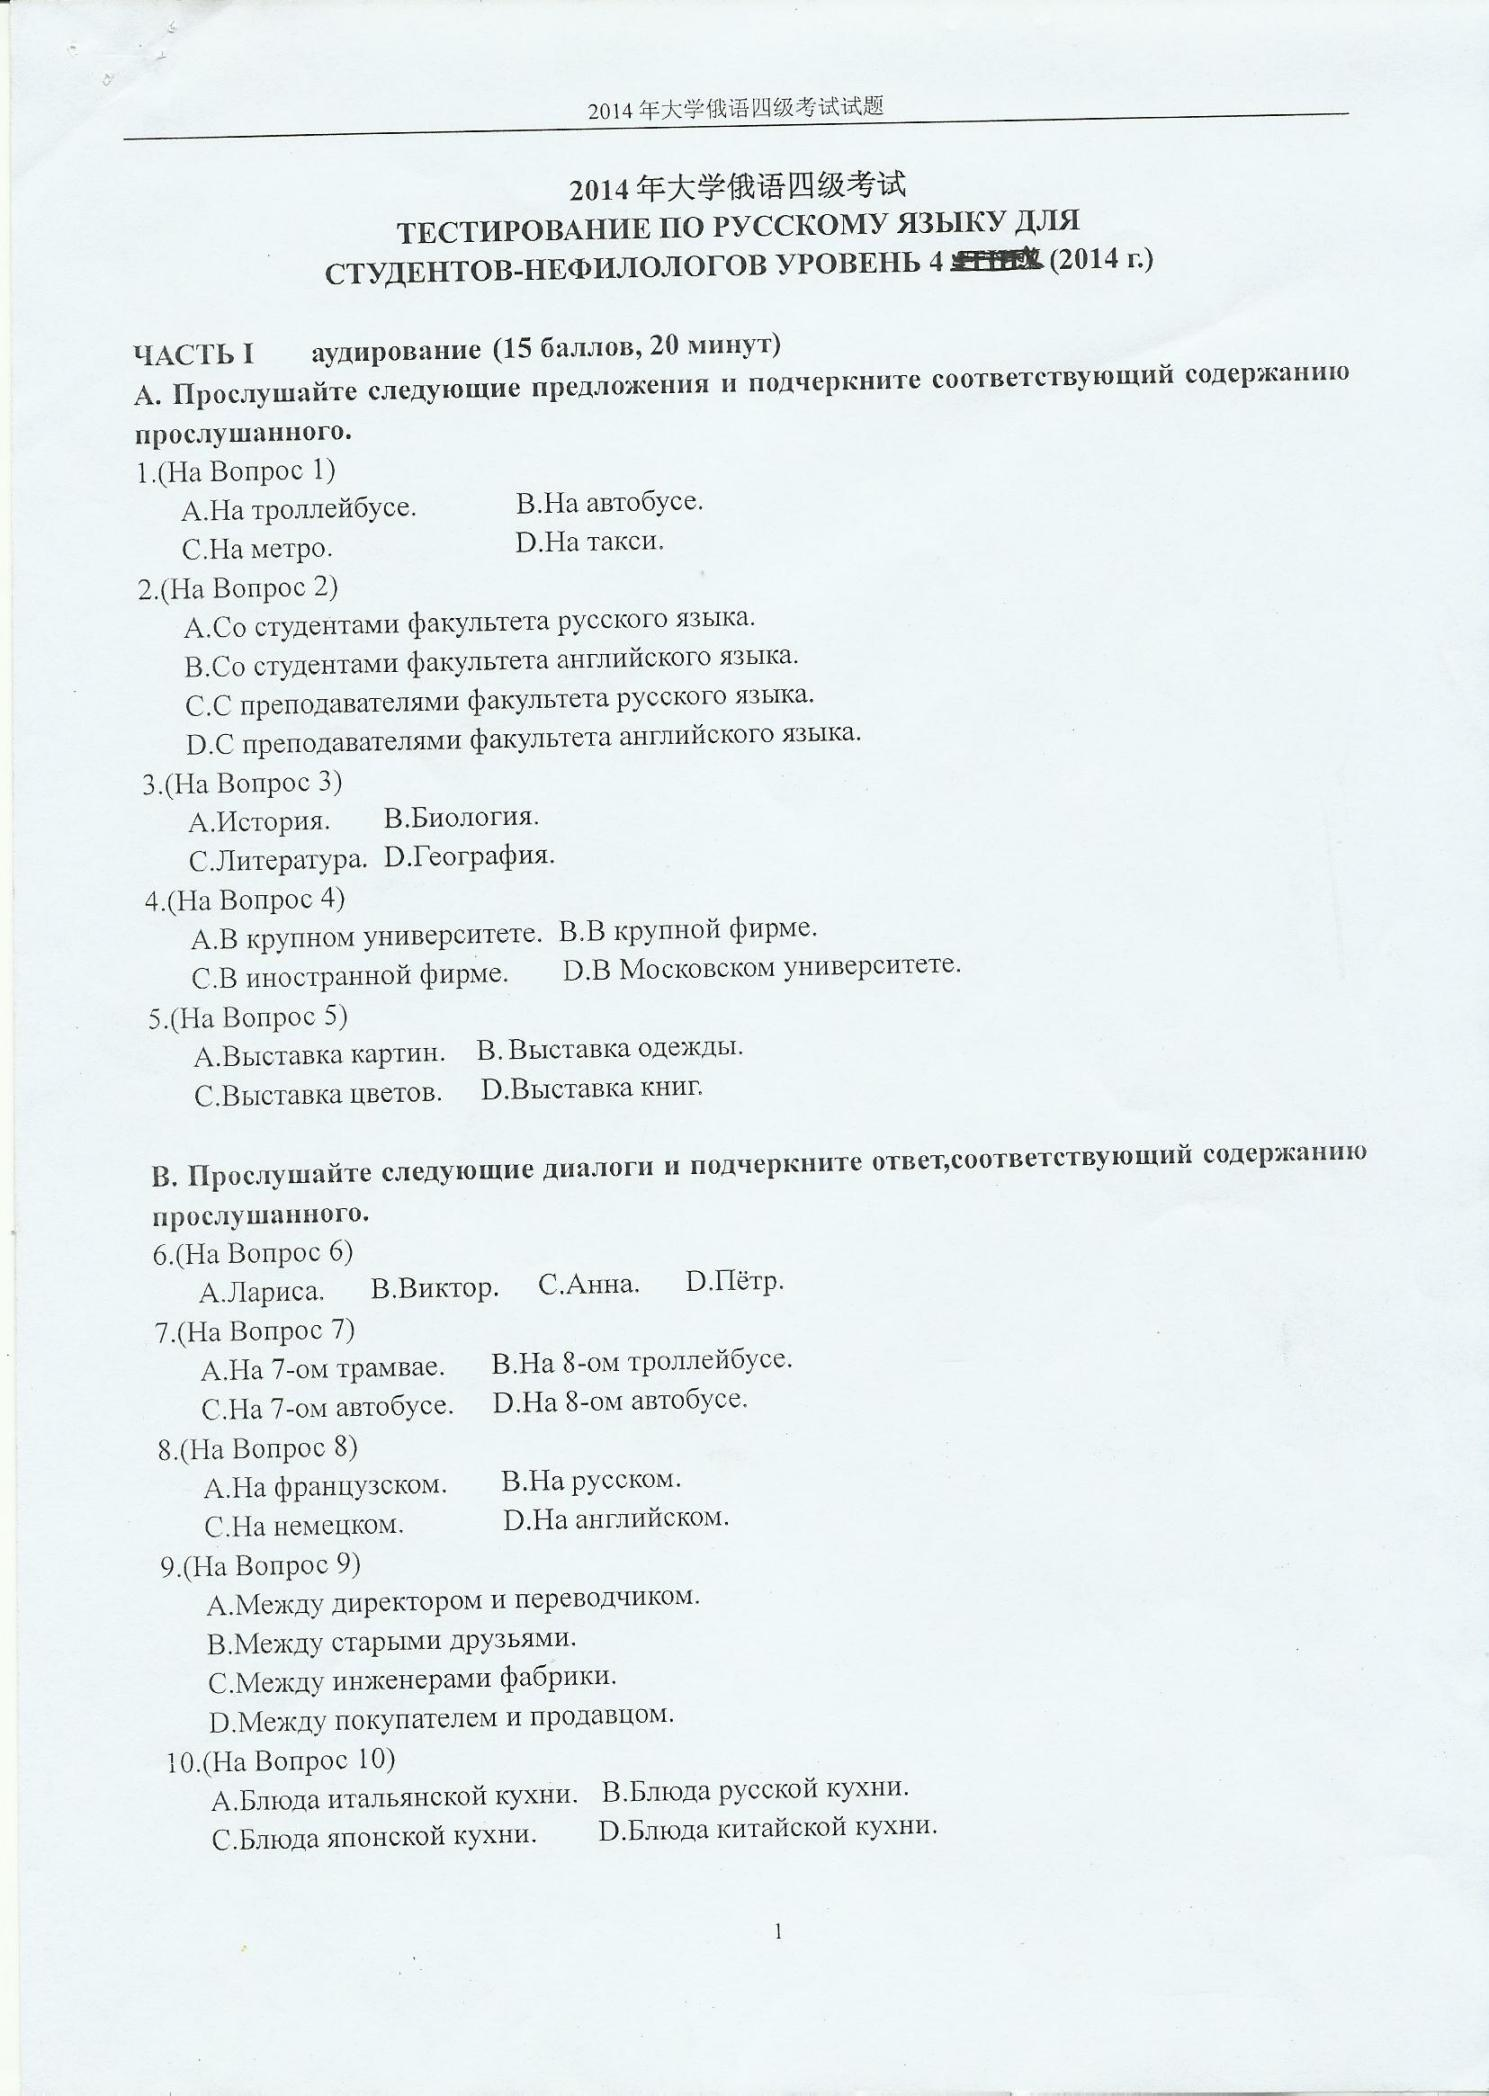 2014 年大学俄语四级考试试题
2014 年大学俄语四级考试
ТЕСТИРОВАНИЕ ПО РУССКОМУ ЯЗЫКУ ДЛЯ
СТУДЕНТОВ-НЕФИЛОЛОГОВ УРОВЕНЬ 4 (2014 г.)
ЧАСТЬ I аудирование (15 баллов, 20 минут)
А. Прослушайте следующие предложения и подчеркните соответствующий содержанию
прослушанного.
1.(На Вопрос 1)
A.На троллейбусе. B.На автобусе.
C.На метро. D.На такси.
2.(На Вопрос 2)
A.Со студентами факультета русского языка.
B.Со студентами факультета английского языка.
C.С преподавателями факультета русского языка.
D.С преподавателями факультета английского языка.
3.(На Вопрос 3)
A.История. B.Биология.
C.Литература. D.География.
4.(На Вопрос 4)
A.В крупном университете. B.В крупной фирме.
C.В иностранной фирме. D.В Московском университете.
5.(На Вопрос 5)
A.Выставка картин. B.Выставка одежды.
C.Выставка цветов. D.Выставка книг.
B. Прослушайте следующие диалоги и подчеркните ответ,соответствующий содержанию
прослушанного.
6.(На Вопрос 6)
A.Лариса. B.Виктор. C.Анна. D.Пётр.
7.(На Вопрос 7)
A.На 7-ом трамвае. B.На 8-ом троллейбусе.
C.На 7-ом автобусе. D.На 8-ом автобусе.
8.(На Вопрос 8)
A.На французском. B.На русском.
C.На немецком. D.На английском.
9.(На Вопрос 9)
A.Между директором и переводчиком.
B.Между старыми друзьями.
C.Между инженерами фабрики.
D.Между покупателем и продавцом.
10.(На Вопрос 10)
A.Блюда итальянской кухни. B.Блюда русской кухни.
C.Блюда японской кухни. D.Блюда китайской кухни.
1